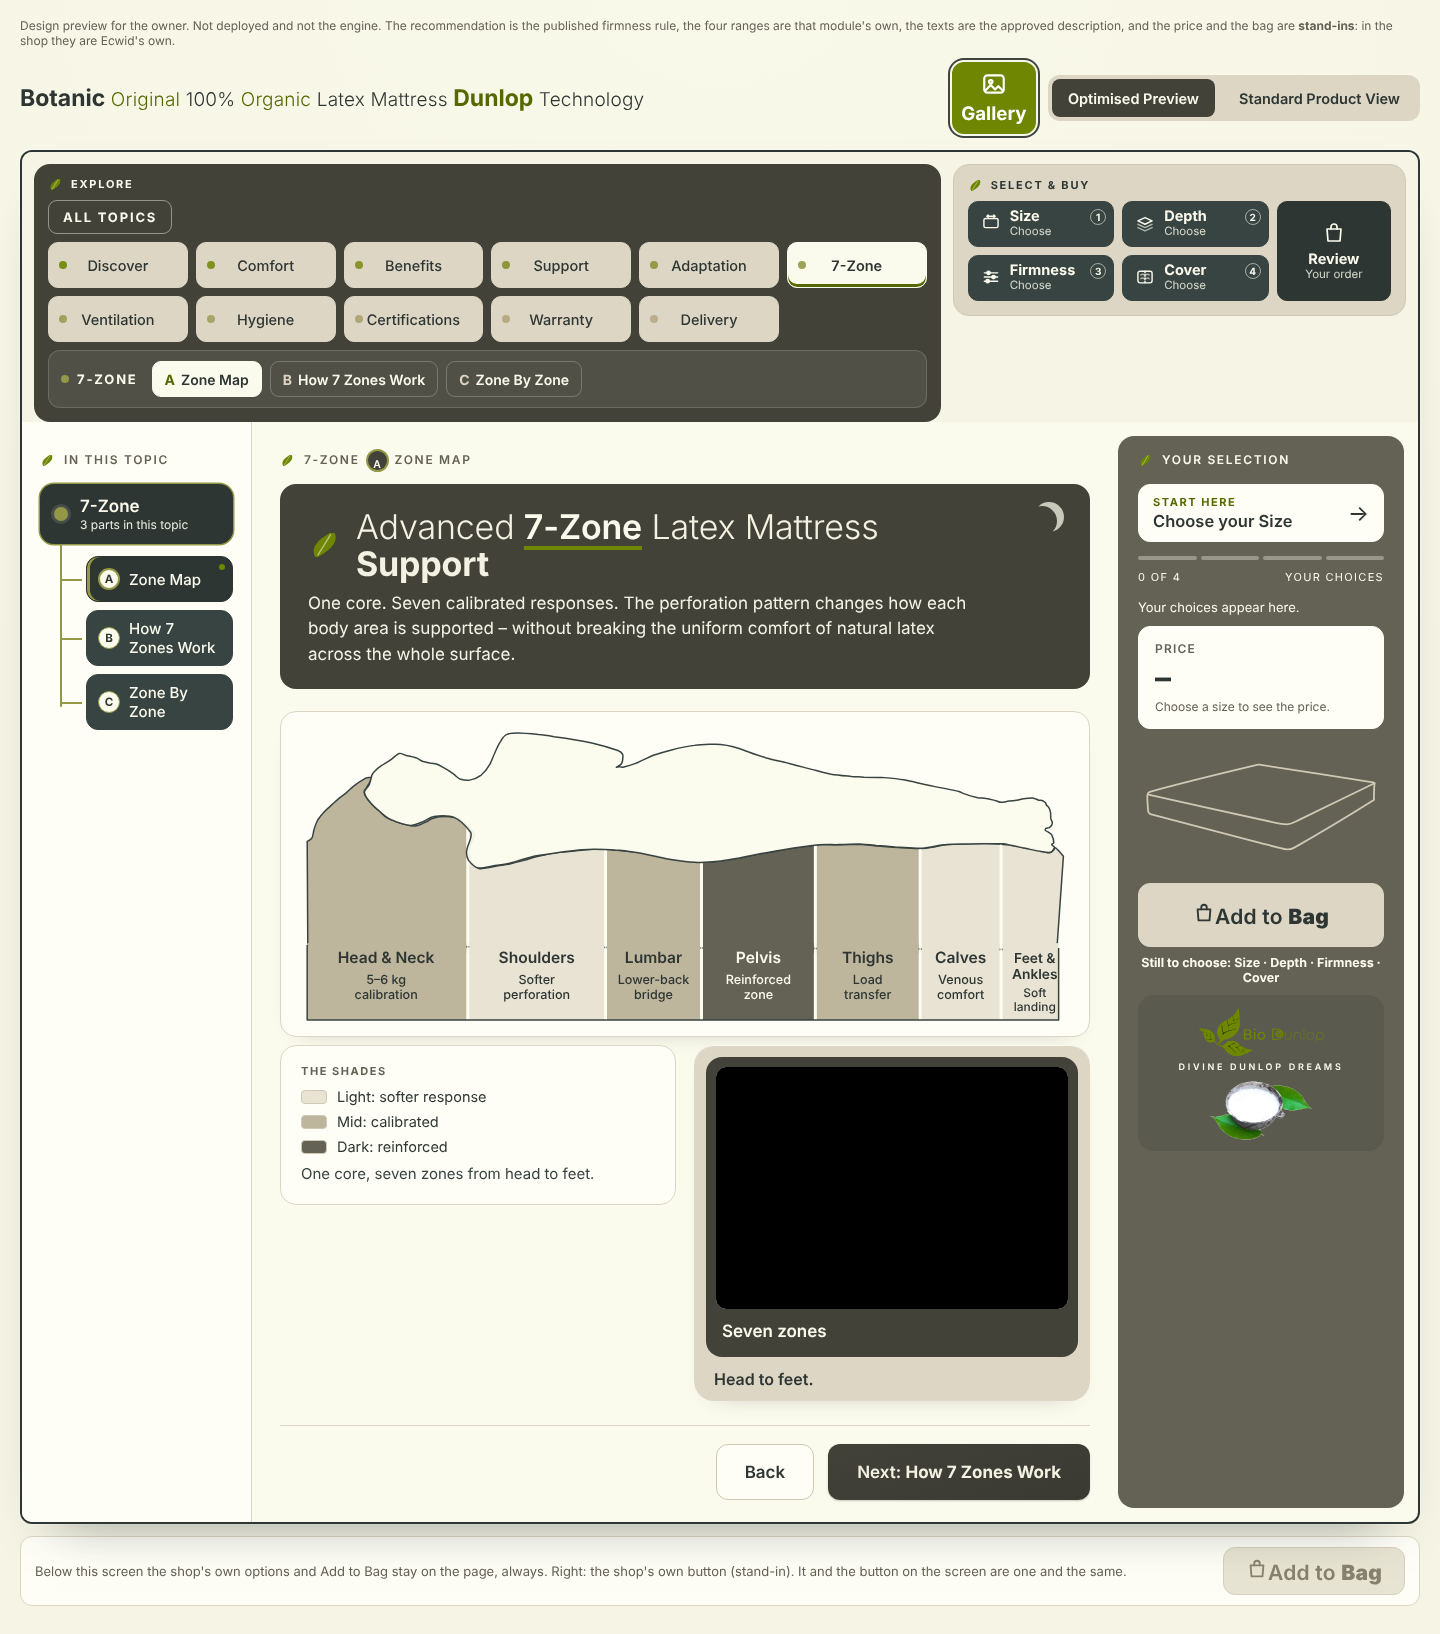 Design preview for the owner. Not deployed and not the engine. The recommendation is the published firmness rule, the four ranges are that module's own, the texts are the approved description, and the price and the bag are stand-ins: in the
shop they are Ecwid's own.
Botanic Original 100% Organic Latex Mattress Dunlop Technology
Gallery
Optimised Preview
Standard Product View
EXPLORE
ALL TOPICS
Discover
Comfort
Benefits
Support
Adaptation
7-Zone
Ventilation
Hygiene
Certifications
Warranty
Delivery
7-ZONE
A Zone Map
B How 7 Zones Work
C Zone By Zone
SELECT & BUY
Size
Choose
1
Depth
Choose
2
Firmness
Choose
3
Cover
Choose
4
Review
Your order
IN THIS TOPIC
7-Zone
3 parts in this topic
A Zone Map
B How 7
Zones Work
C Zone By
Zone
7-ZONE A ZONE MAP
Advanced 7-Zone Latex Mattress
Support
One core. Seven calibrated responses. The perforation pattern changes how each
body area is supported – without breaking the uniform comfort of natural latex
across the whole surface.
Head & Neck
5–6 kg
calibration
Shoulders
Softer
perforation
Lumbar
Lower-back
bridge
Pelvis
Reinforced
zone
Thighs
Load
transfer
Calves
Venous
comfort
Feet &
Ankles
Soft
landing
THE SHADES
Light: softer response
Mid: calibrated
Dark: reinforced
One core, seven zones from head to feet.
Seven zones
Head to feet.
Back
Next: How 7 Zones Work
YOUR SELECTION
START HERE
Choose your Size
0 OF 4
YOUR CHOICES
Your choices appear here.
PRICE
–
Choose a size to see the price.
Add to Bag
Still to choose: Size · Depth · Firmness ·
Cover
Bio Dunlop
DIVINE DUNLOP DREAMS
Below this screen the shop's own options and Add to Bag stay on the page, always. Right: the shop's own button (stand-in). It and the button on the screen are one and the same.
Add to Bag